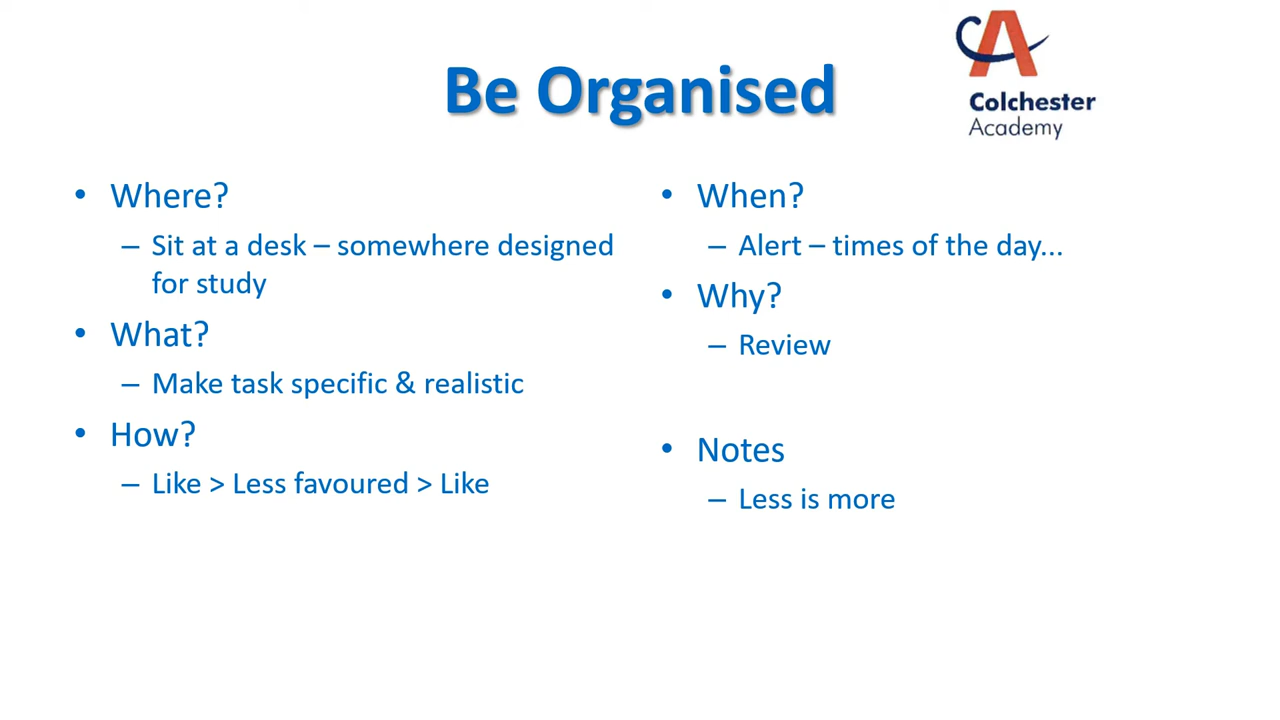 Be Organised
Colchester
Academy
• Where?
– Sit at a desk – somewhere designed
for study
• What?
– Make task specific & realistic
• How?
– Like > Less favoured > Like
• When?
– Alert – times of the day...
• Why?
– Review
• Notes
– Less is more